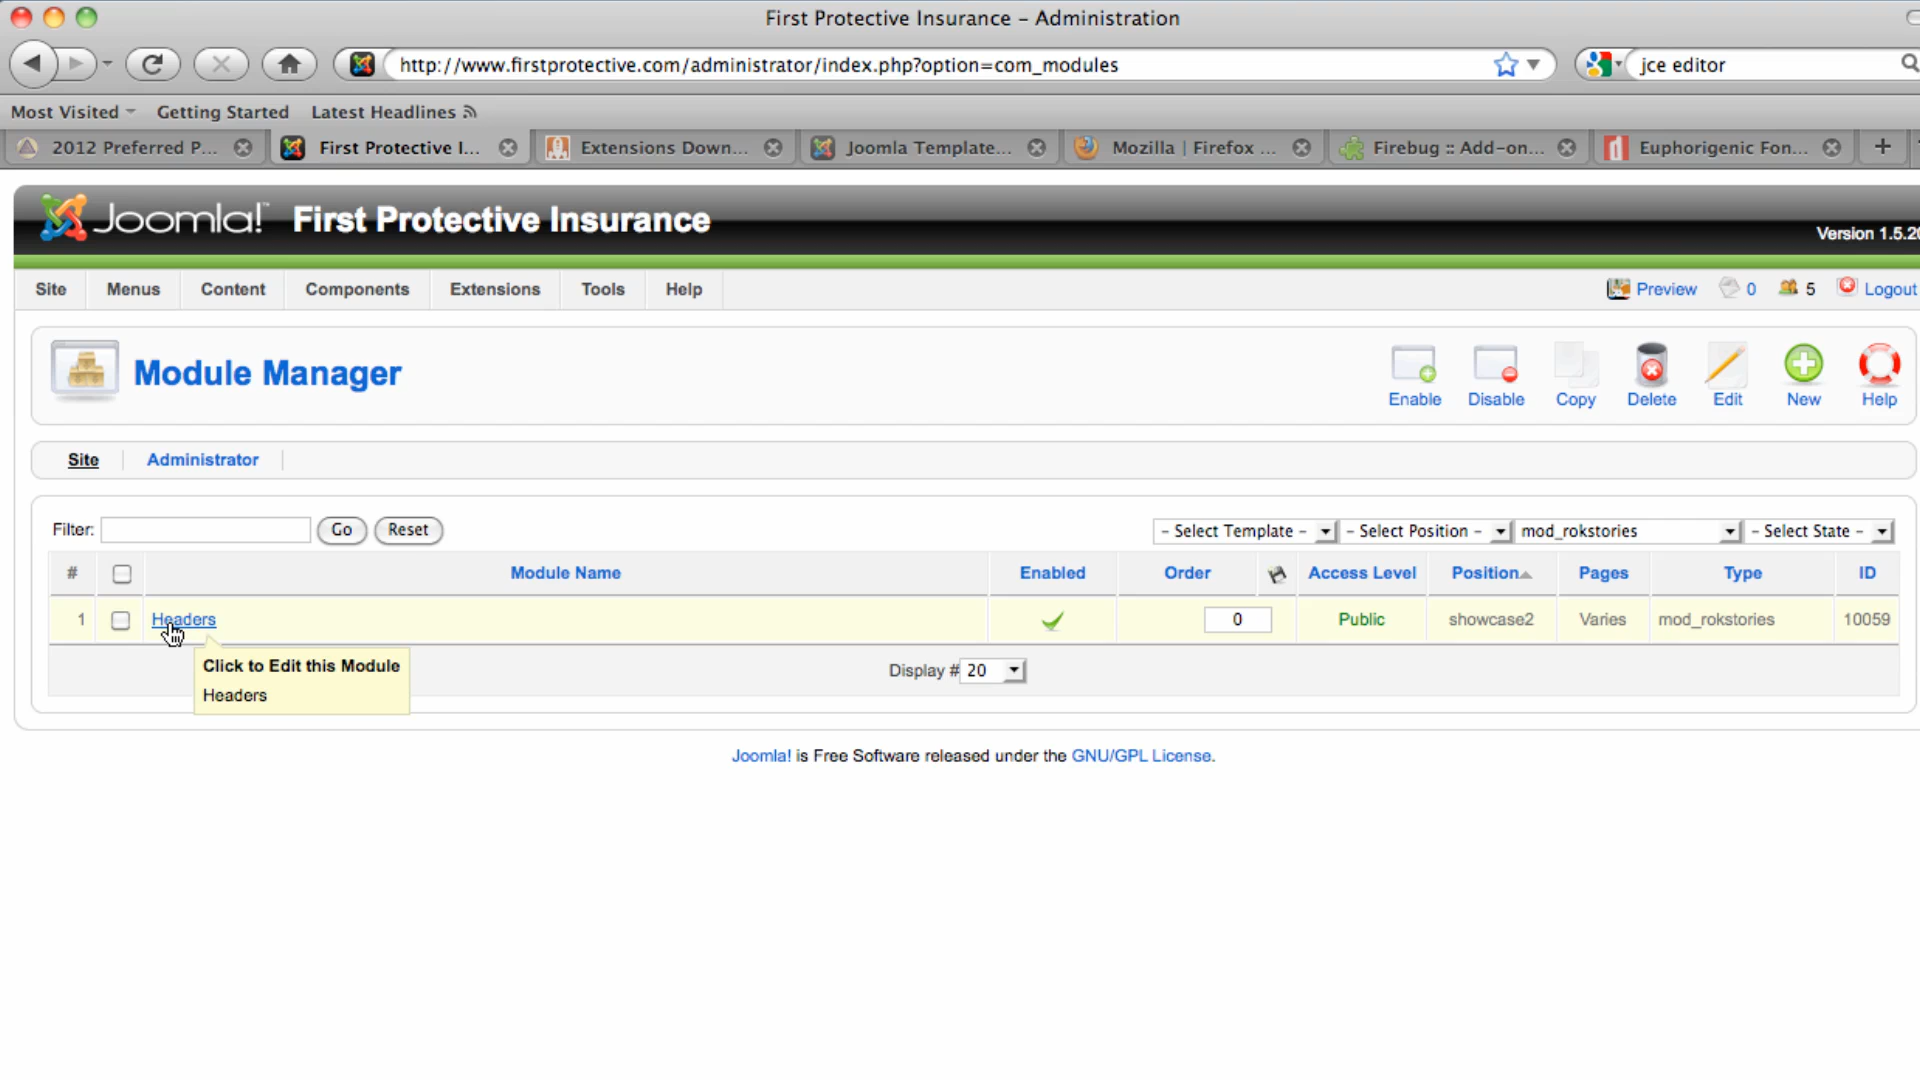 First Protective Insurance – Administration
http://www.firstprotective.com/administrator/index.php?option=com_modules
jce editor
Most Visited Getting Started Latest Headlines
2012 Preferred P... First Protective I... Extensions Down... Joomla Template... Mozilla | Firefox ... Firebug :: Add-on... Euphorigenic Fon...
Joomla!™ First Protective Insurance
Version 1.5.20
Site Menus Content Components Extensions Tools Help Preview 0 5 Logout
Module Manager
Enable Disable Copy Delete Edit New Help
Site Administrator
Filter: Go Reset - Select Template - - Select Position - mod_rokstories - Select State -
# Module Name Enabled Order Access Level Position Pages Type ID
1 Headers 0 Public showcase2 Varies mod_rokstories 10059
Click to Edit this Module
Headers
Display # 20
Joomla! is Free Software released under the GNU/GPL License.